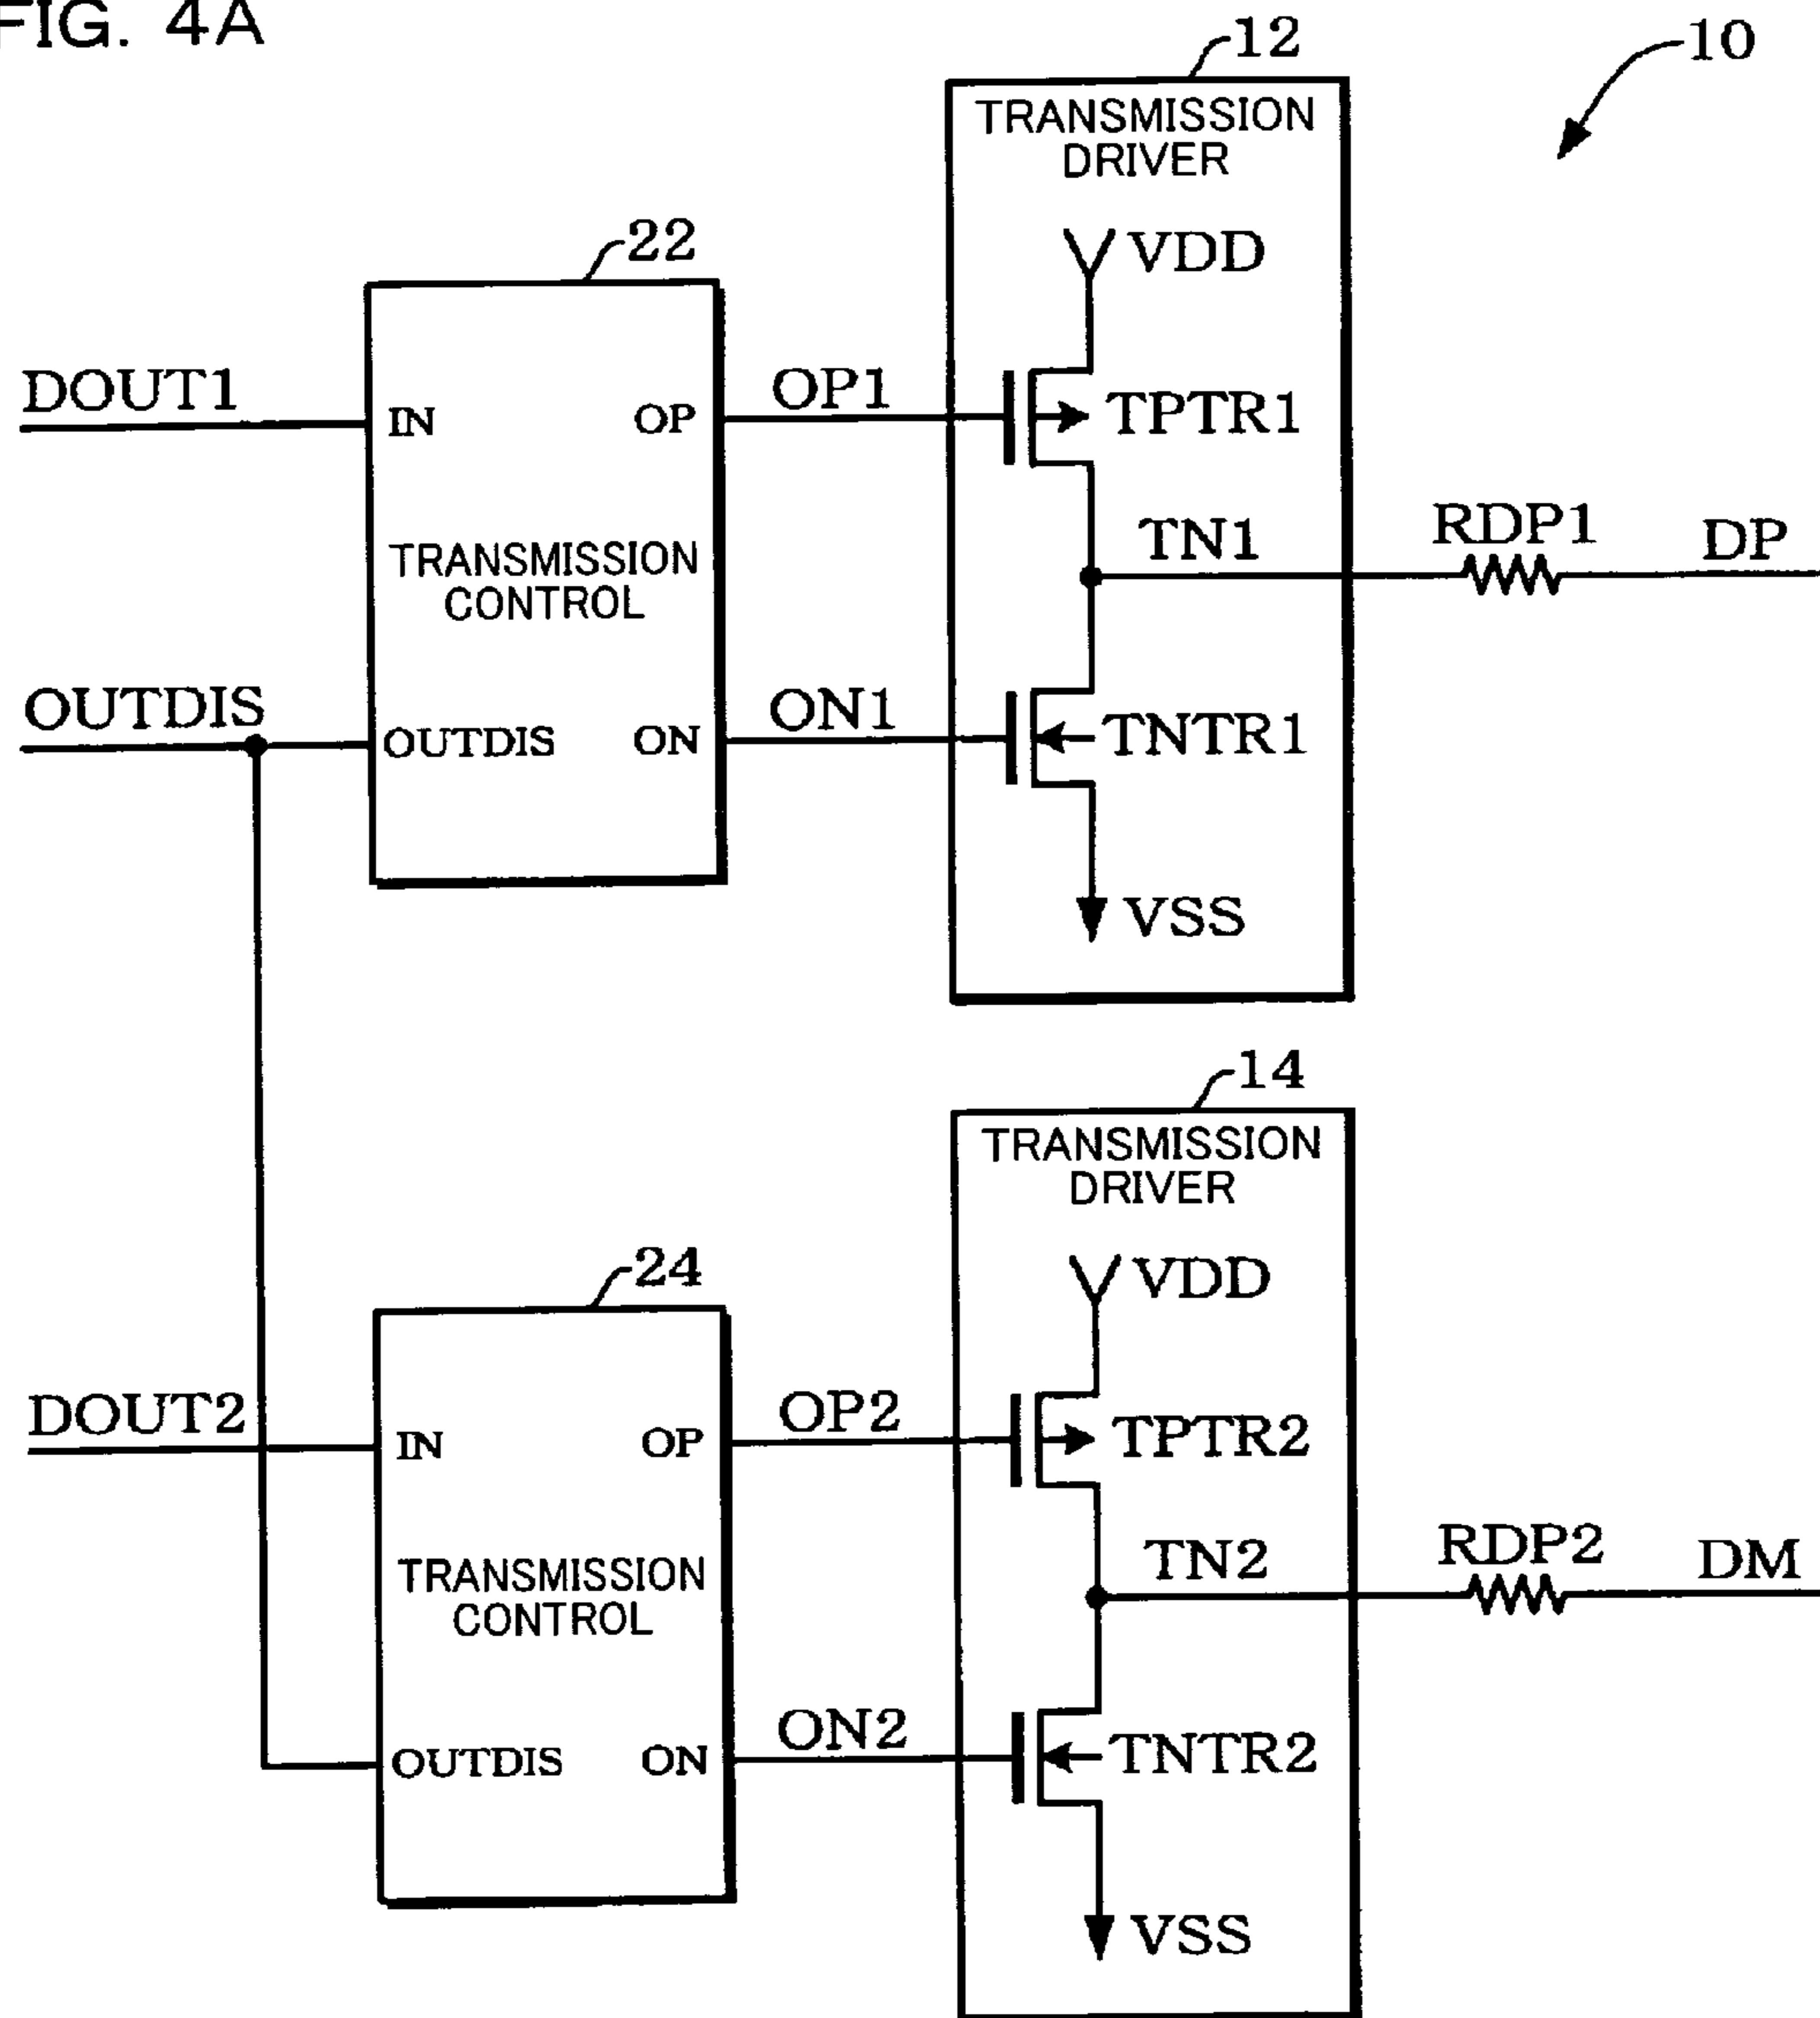 FIG. 4A
10
12
TRANSMISSION
DRIVER
VDD
22
DOUT1
IN
OP
OP1
TPTR1
TRANSMISSION
CONTROL
TN1
RDP1
DP
OUTDIS
OUTDIS
ON
ON1
TNTR1
VSS
14
TRANSMISSION
DRIVER
VDD
24
DOUT2
IN
OP
OP2
TPTR2
TRANSMISSION
CONTROL
TN2
RDP2
DM
OUTDIS
ON
ON2
TNTR2
VSS